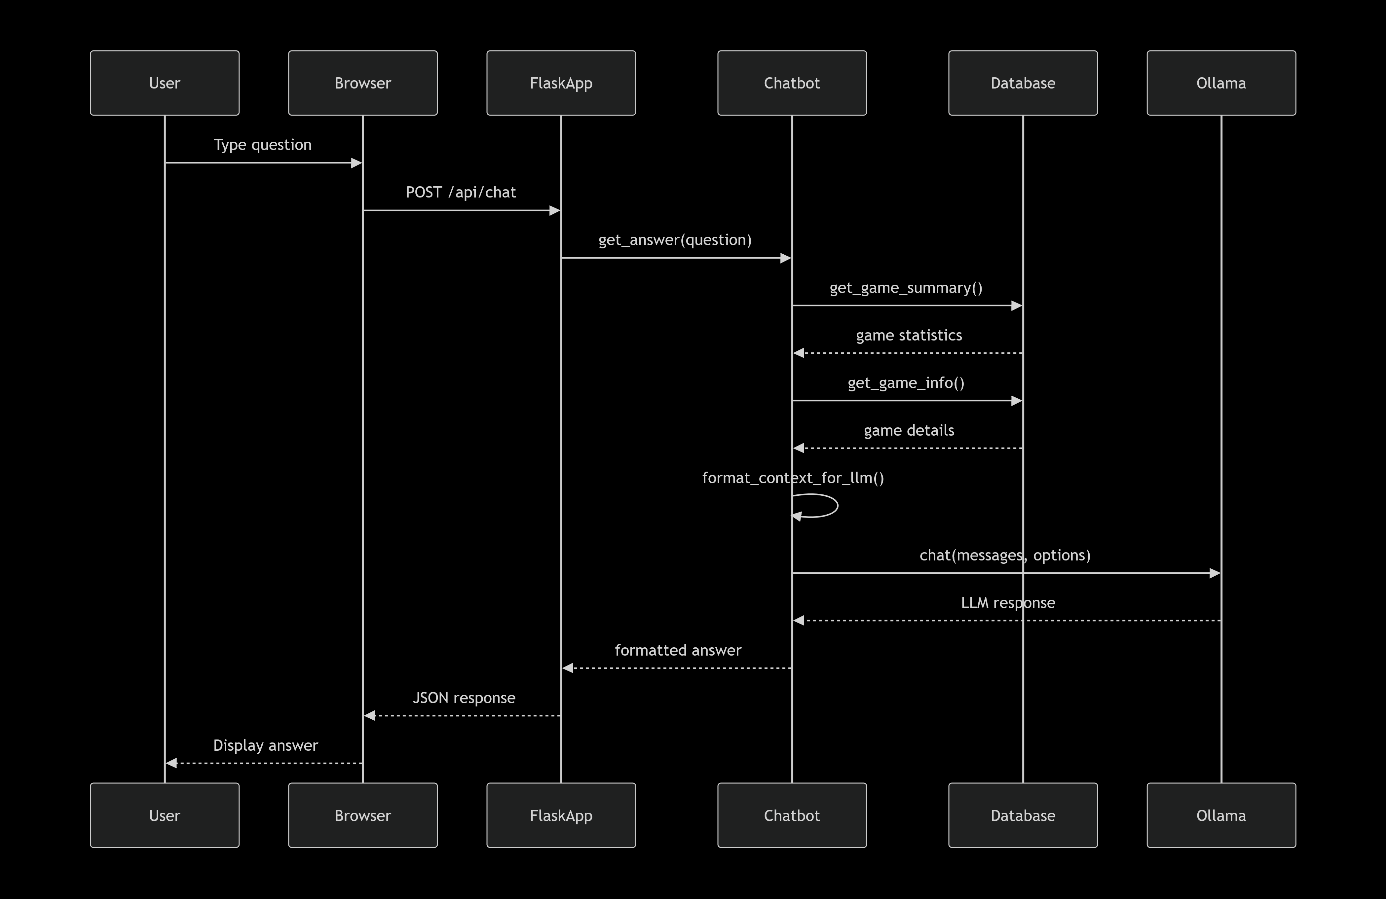 User
Browser
FlaskApp
Chatbot
Database
Ollama
Type question
POST /api/chat
get_answer(question)
get_game_summary()
game statistics
get_game_info()
game details
format_context_for_llm()
chat(messages, options)
LLM response
formatted answer
JSON response
Display answer
User
Browser
FlaskApp
Chatbot
Database
Ollama